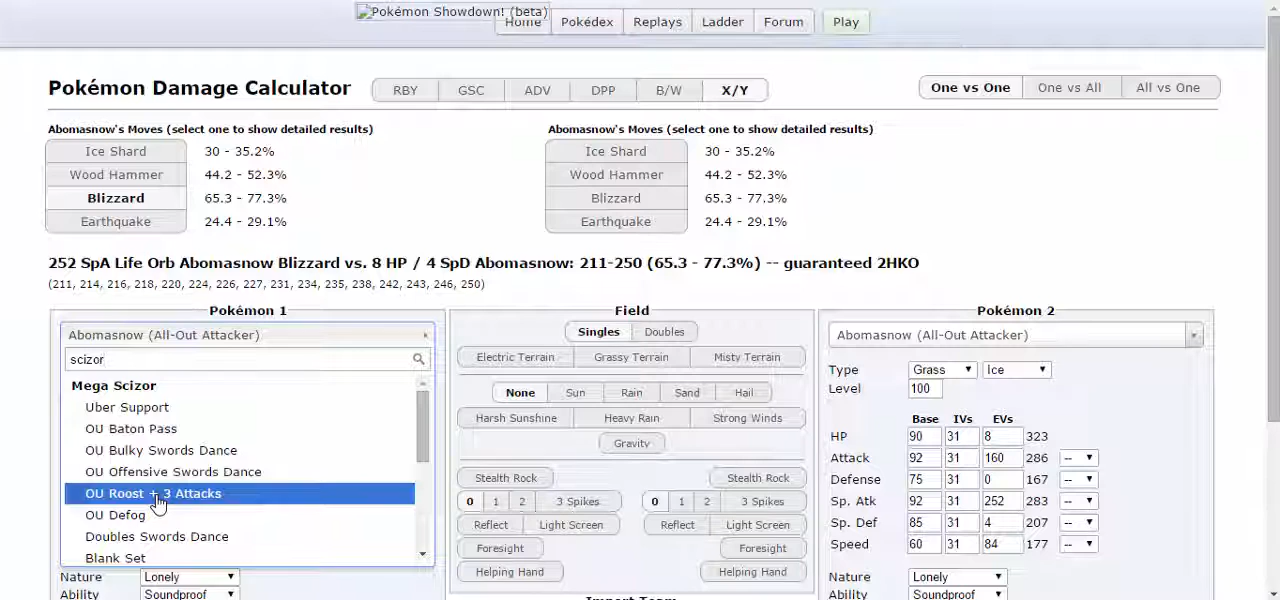 Pokémon Showdown! (beta)
Home Pokédex Replays Ladder Forum Play
Pokémon Damage Calculator RBY GSC ADV DPP B/W X/Y One vs One One vs All All vs One
Abomasnow's Moves (select one to show detailed results) Abomasnow's Moves (select one to show detailed results)
Ice Shard 30 - 35.2% Ice Shard 30 - 35.2%
Wood Hammer 44.2 - 52.3% Wood Hammer 44.2 - 52.3%
Blizzard 65.3 - 77.3% Blizzard 65.3 - 77.3%
Earthquake 24.4 - 29.1% Earthquake 24.4 - 29.1%
252 SpA Life Orb Abomasnow Blizzard vs. 8 HP / 4 SpD Abomasnow: 211-250 (65.3 - 77.3%) -- guaranteed 2HKO
(211, 214, 216, 218, 220, 224, 226, 227, 231, 234, 235, 238, 242, 243, 246, 250)
Pokémon 1
Abomasnow (All-Out Attacker)
scizor
Mega Scizor
Uber Support
OU Baton Pass
OU Bulky Swords Dance
OU Offensive Swords Dance
OU Roost + 3 Attacks
OU Defog
Doubles Swords Dance
Blank Set
Nature Lonely
Ability Soundproof
Field
Singles Doubles
Electric Terrain Grassy Terrain Misty Terrain
None Sun Rain Sand Hail
Harsh Sunshine Heavy Rain Strong Winds
Gravity
Stealth Rock Stealth Rock
0 1 2 3 Spikes 0 1 2 3 Spikes
Reflect Light Screen Reflect Light Screen
Foresight Foresight
Helping Hand Helping Hand
Import Team
Pokémon 2
Abomasnow (All-Out Attacker)
Type Grass Ice
Level 100
Base IVs EVs
HP 90 31 8 323
Attack 92 31 160 286 --
Defense 75 31 0 167 --
Sp. Atk 92 31 252 283 --
Sp. Def 85 31 4 207 --
Speed 60 31 84 177 --
Nature Lonely
Ability Soundproof